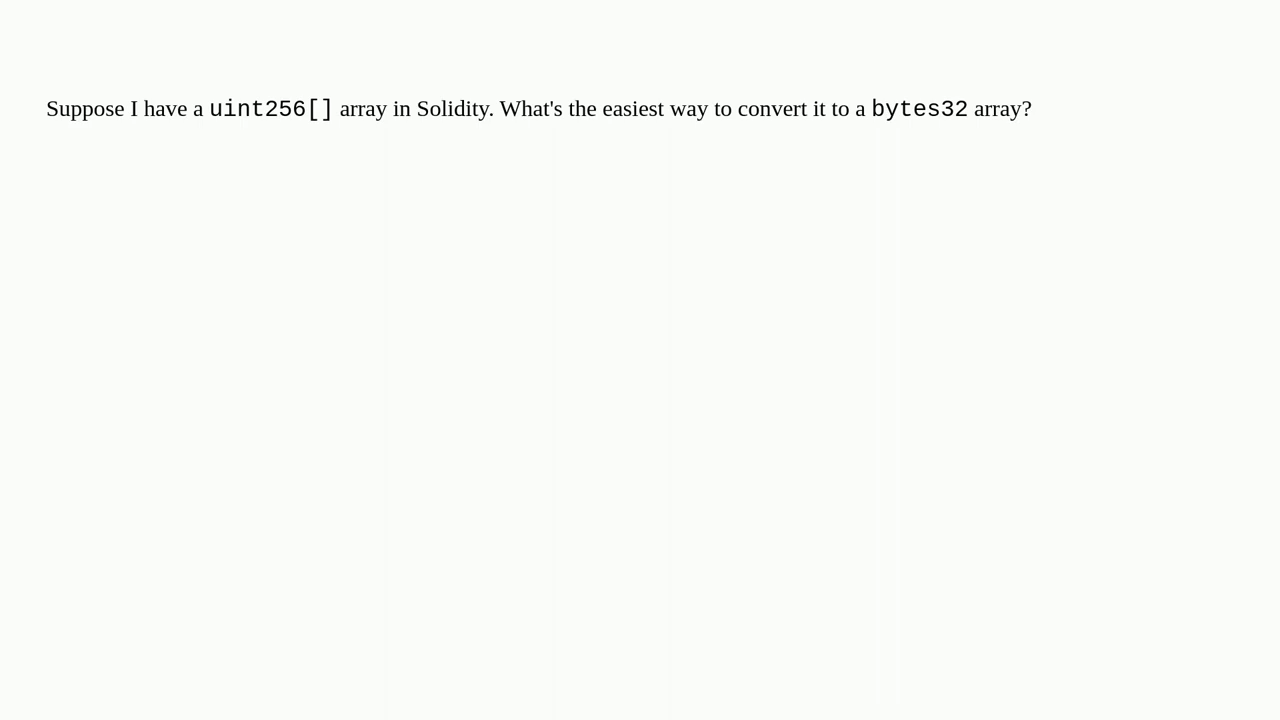 Suppose I have a uint256[] array in Solidity. What's the easiest way to convert it to a bytes32 array?